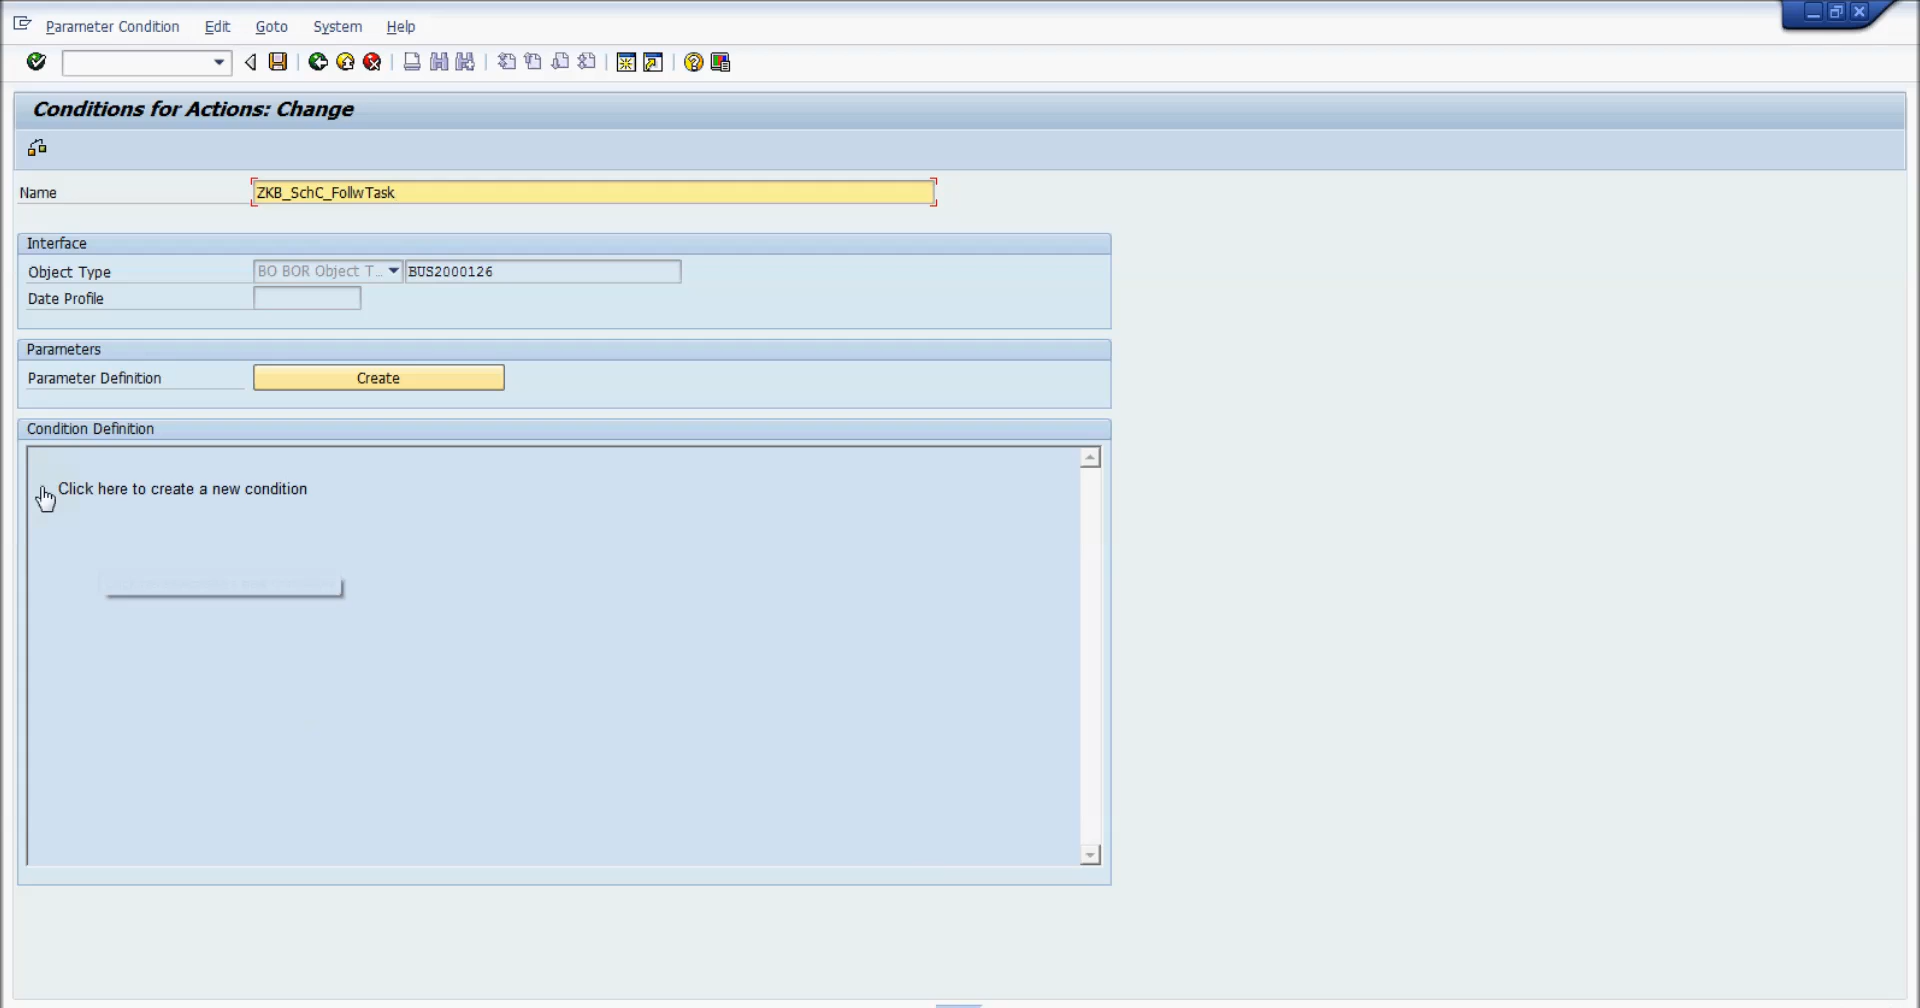 Parameter Condition Edit Goto System Help
Conditions for Actions: Change
Name ZKB_SchC_FollwTask
Interface
Object Type BO BOR Object T... BUS2000126
Date Profile
Parameters
Parameter Definition Create
Condition Definition
Click here to create a new condition